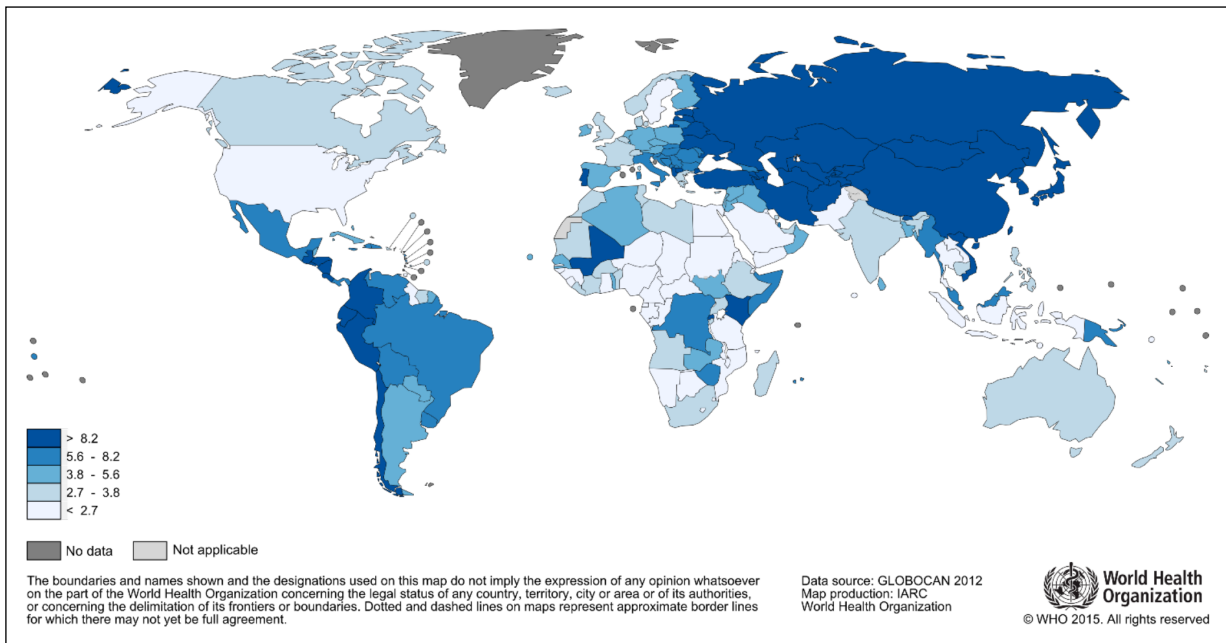 > 8.2
5.6 - 8.2
3.8 - 5.6
2.7 - 3.8
< 2.7
No data
Not applicable
The boundaries and names shown and the designations used on this map do not imply the expression of any opinion whatsoever
on the part of the World Health Organization concerning the legal status of any country, territory, city or area or of its authorities,
or concerning the delimitation of its frontiers or boundaries. Dotted and dashed lines on maps represent approximate border lines
for which there may not yet be full agreement.
Data source: GLOBOCAN 2012
Map production: IARC
World Health Organization
World Health
Organization
© WHO 2015. All rights reserved